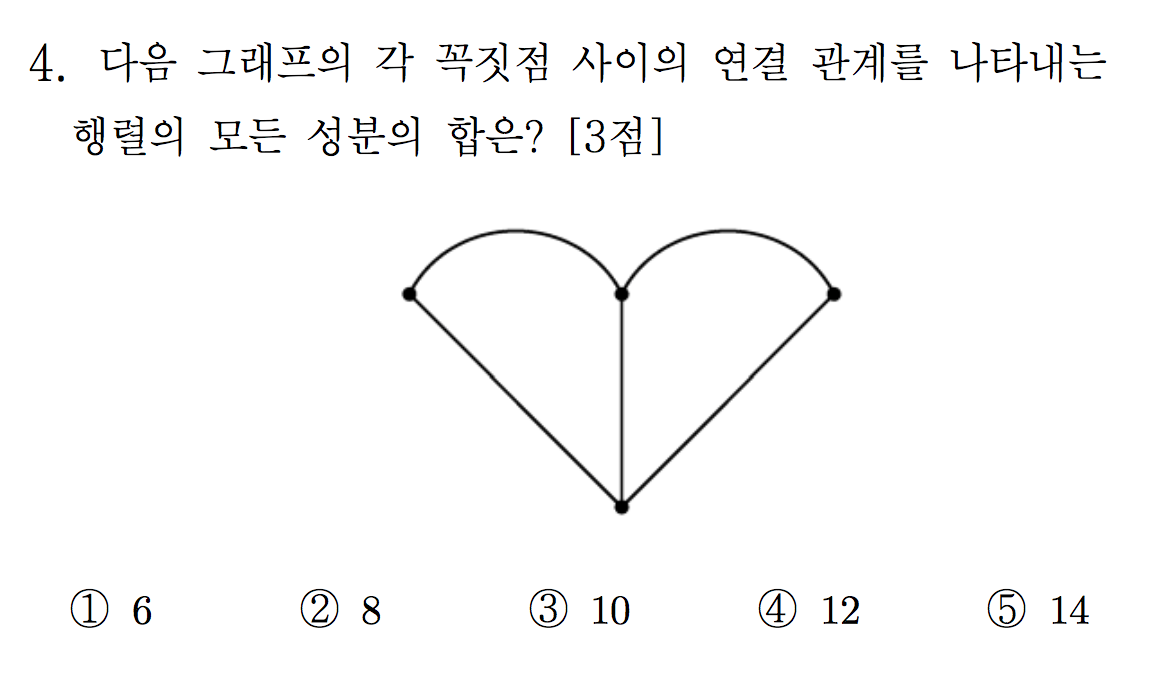 4. 다음 그래프의 각 꼭짓점 사이의 연결 관계를 나타내는
행렬의 모든 성분의 합은? [3점]
① 6 ② 8 ③ 10 ④ 12 ⑤ 14